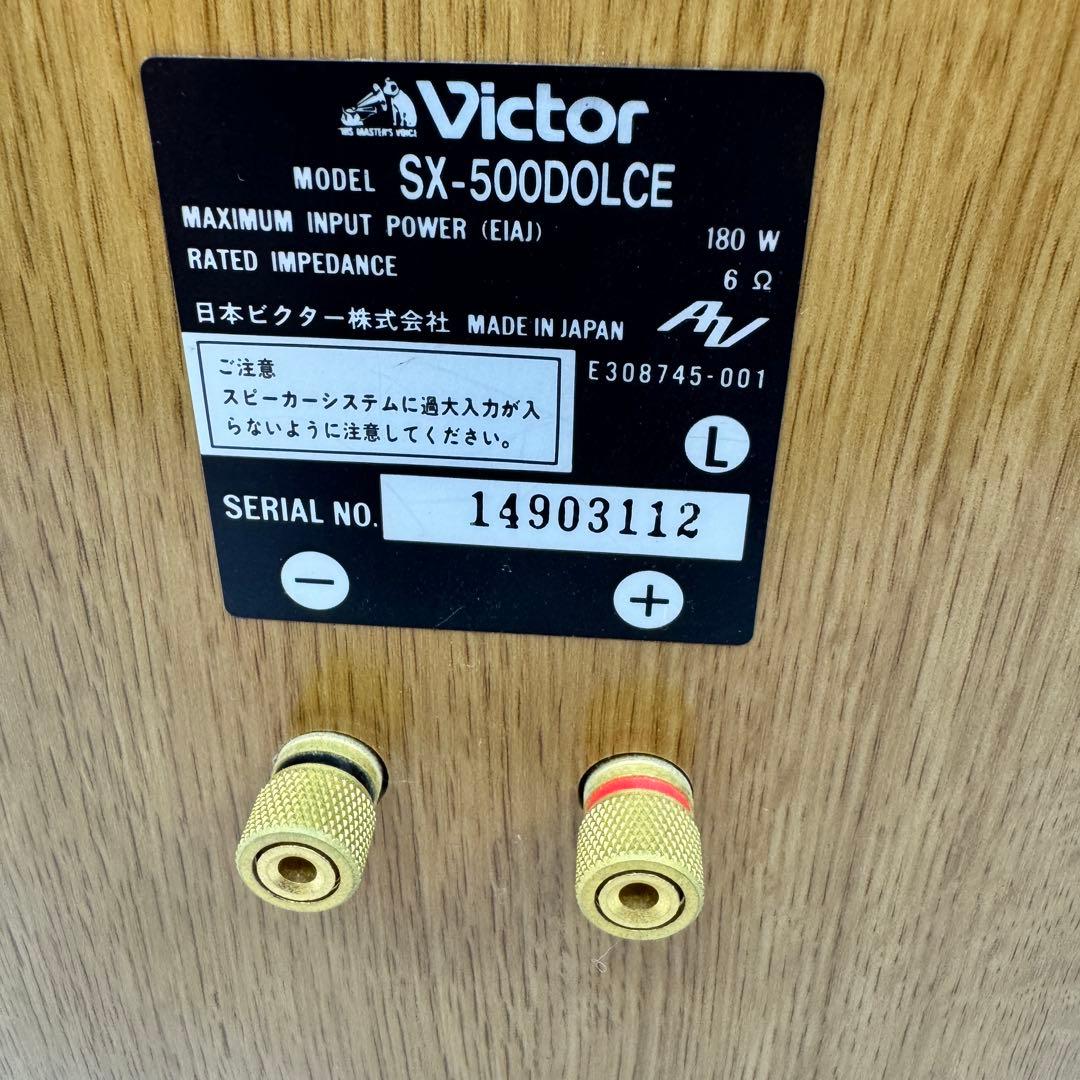 HIS MASTER'S VOICE
Victor
MODEL SX-500DOLCE
MAXIMUM INPUT POWER (EIAJ) 180 W
RATED IMPEDANCE 6 Ω
日本ビクター株式会社 MADE IN JAPAN AV
E308745-001
ご注意
スピーカーシステムに過大入力が入
らないように注意してください。
L
SERIAL NO. 14903112
− +